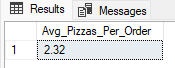 Results Messages
Avg_Pizzas_Per_Order
1 2.32